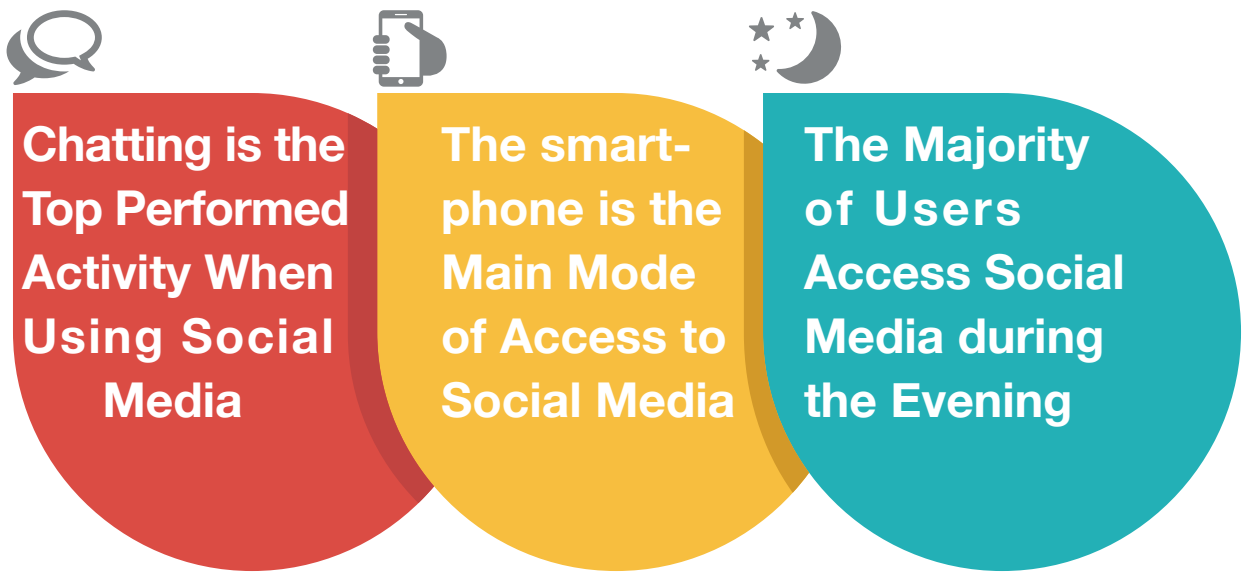 Chatting is the
Top Performed
Activity When
Using Social
Media
The smart-
phone is the
Main Mode
of Access to
Social Media
The Majority
of Users
Access Social
Media during
the Evening